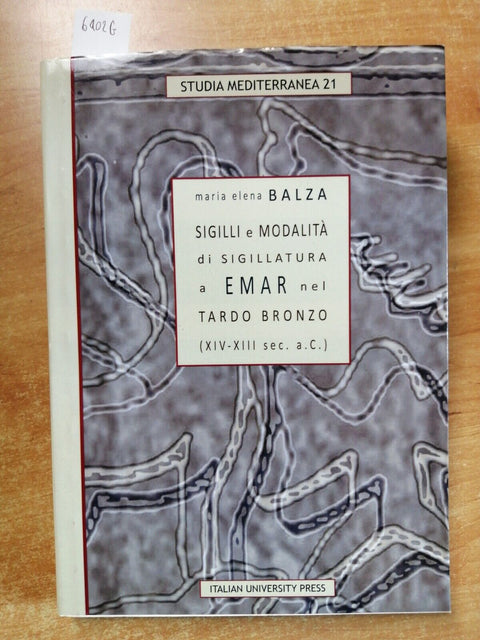 6402G
STUDIA MEDITERRANEA 21
maria elena BALZA
SIGILLI e MODALITÀ
di SIGILLATURA
a EMAR nel
TARDO BRONZO
(XIV-XIII sec. a.C.)
ITALIAN UNIVERSITY PRESS